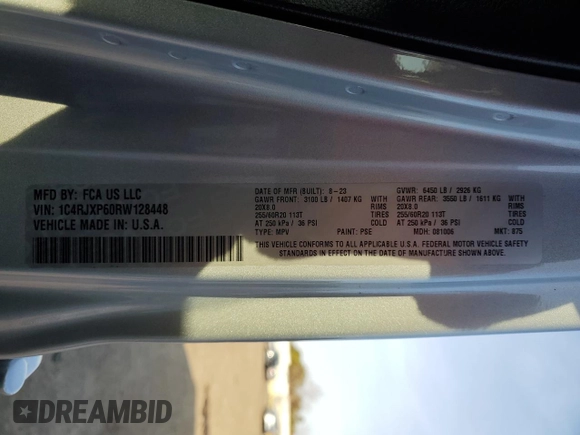 MFD BY: FCA US LLC
VIN: 1C4RJXP60RW128448
VEHICLE MADE IN: U.S.A.
DATE OF MFR (BUILT): 8-23 GVWR: 6450 LB / 2926 KG
GAWR FRONT: 3100 LB / 1407 KG WITH GAWR REAR: 3550 LB / 1611 KG WITH
20X8.0 RIMS 20X8.0 RIMS
255/60R20 113T TIRES 255/60R20 113T TIRES
AT 250 kPa / 36 PSI COLD AT 250 kPa / 36 PSI COLD
TYPE: MPV PAINT: PSE MDH: 081006 MKT: 875
THIS VEHICLE CONFORMS TO ALL APPLICABLE U.S.A. FEDERAL MOTOR VEHICLE SAFETY
STANDARDS IN EFFECT ON THE DATE OF MANUFACTURE SHOWN ABOVE.
DREAMBID